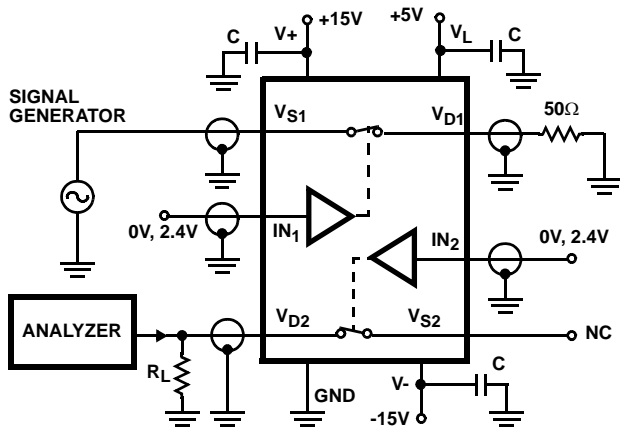 +15V
+5V
C
V+
VL
C
SIGNAL
GENERATOR
VS1
VD1
50Ω
0V, 2.4V
IN1
IN2
0V, 2.4V
ANALYZER
VD2
VS2
NC
RL
GND
V-
C
-15V